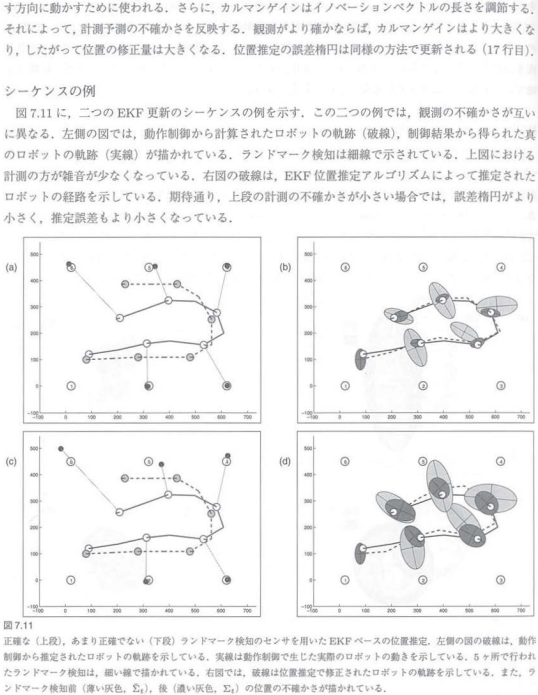 す方向に動かすために使われる．さらに，カルマンゲインはイノベーションベクトルの長さを調節する．
それによって，計測予測の不確かさを反映する．観測がより確かならば，カルマンゲインはより大きくな
り，したがって位置の修正量は大きくなる．位置推定の誤差楕円は同様の方法で更新される（17行目）．
シーケンスの例
図 7.11 に，二つの EKF 更新のシーケンスの例を示す．この二つの例では，観測の不確かさが互い
に異なる．左側の図では，動作制御から計算されたロボットの軌跡（破線），制御結果から得られた真
のロボットの軌跡（実線）が描かれている．ランドマーク検知は細線で示されている．上図における
計測の方が雑音が少なくなっている．右図の破線は，EKF 位置推定アルゴリズムによって推定された
ロボットの経路を示している．期待通り，上段の計測の不確かさが小さい場合では，誤差楕円がより
小さく，推定誤差もより小さくなっている．
(a)
500
400
300
200
100
0
-100
-100 0 100 200 300 400 500 600 700
6 5 4
1 2 3
(b)
500
400
300
200
100
0
-100
-100 0 100 200 300 400 500 600 700
6 5 4
1 2 3
(c)
500
400
300
200
100
0
-100
-100 0 100 200 300 400 500 600 700
6 5 4
1 2 3
(d)
500
400
300
200
100
0
-100
-100 0 100 200 300 400 500 600 700
6 5 4
1 2 3
図 7.11
正確な（上段），あまり正確でない（下段）ランドマーク検知のセンサを用いた EKF ベースの位置推定．左側の図の破線は，動作
制御から推定されたロボットの軌跡を示している．実線は動作制御で生じた実際のロボットの動きを示している．5ヶ所で行われ
たランドマーク検知は，細い線で描かれている．右図では，破線は位置推定で修正されたロボットの軌跡を示している．また，ラ
ンドマーク検知前（薄い灰色，Σ̄t），後（濃い灰色，Σt）の位置の不確かさが描かれている．